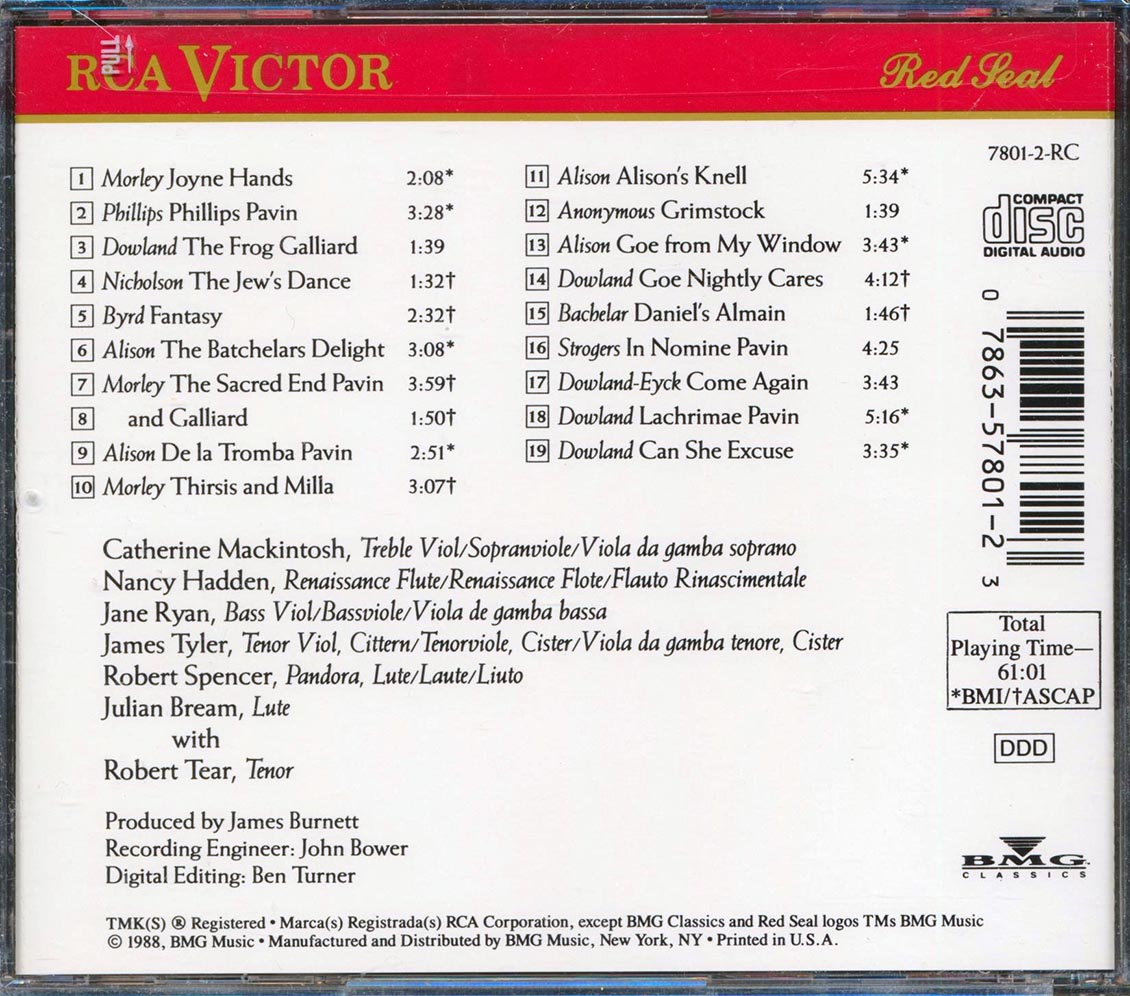 RCA VICTOR
Red Seal
7801-2-RC
COMPACT
disc
DIGITAL AUDIO
1 Morley Joyne Hands 2:08*
2 Phillips Phillips Pavin 3:28*
3 Dowland The Frog Galliard 1:39
4 Nicholson The Jew's Dance 1:32†
5 Byrd Fantasy 2:32†
6 Alison The Batchelars Delight 3:08*
7 Morley The Sacred End Pavin 3:59†
8 and Galliard 1:50†
9 Alison De la Tromba Pavin 2:51*
10 Morley Thirsis and Milla 3:07†
11 Alison Alison's Knell 5:34*
12 Anonymous Grimstock 1:39
13 Alison Goe from My Window 3:43*
14 Dowland Goe Nightly Cares 4:12†
15 Bachelar Daniel's Almain 1:46†
16 Strogers In Nomine Pavin 4:25
17 Dowland-Eyck Come Again 3:43
18 Dowland Lachrimae Pavin 5:16*
19 Dowland Can She Excuse 3:35*
0 7863-57801-2 3
Catherine Mackintosh, Treble Viol/Sopranviole/Viola da gamba soprano
Nancy Hadden, Renaissance Flute/Renaissance Flote/Flauto Rinascimentale
Jane Ryan, Bass Viol/Bassviole/Viola de gamba bassa
James Tyler, Tenor Viol, Cittern/Tenorviole, Cister/Viola da gamba tenore, Cister
Robert Spencer, Pandora, Lute/Laute/Liuto
Julian Bream, Lute
with
Robert Tear, Tenor
Total
Playing Time—
61:01
*BMI/†ASCAP
DDD
Produced by James Burnett
Recording Engineer: John Bower
Digital Editing: Ben Turner
BMG
CLASSICS
TMK(S) ® Registered • Marca(s) Registrada(s) RCA Corporation, except BMG Classics and Red Seal logos TMs BMG Music
© 1988, BMG Music • Manufactured and Distributed by BMG Music, New York, NY • Printed in U.S.A.